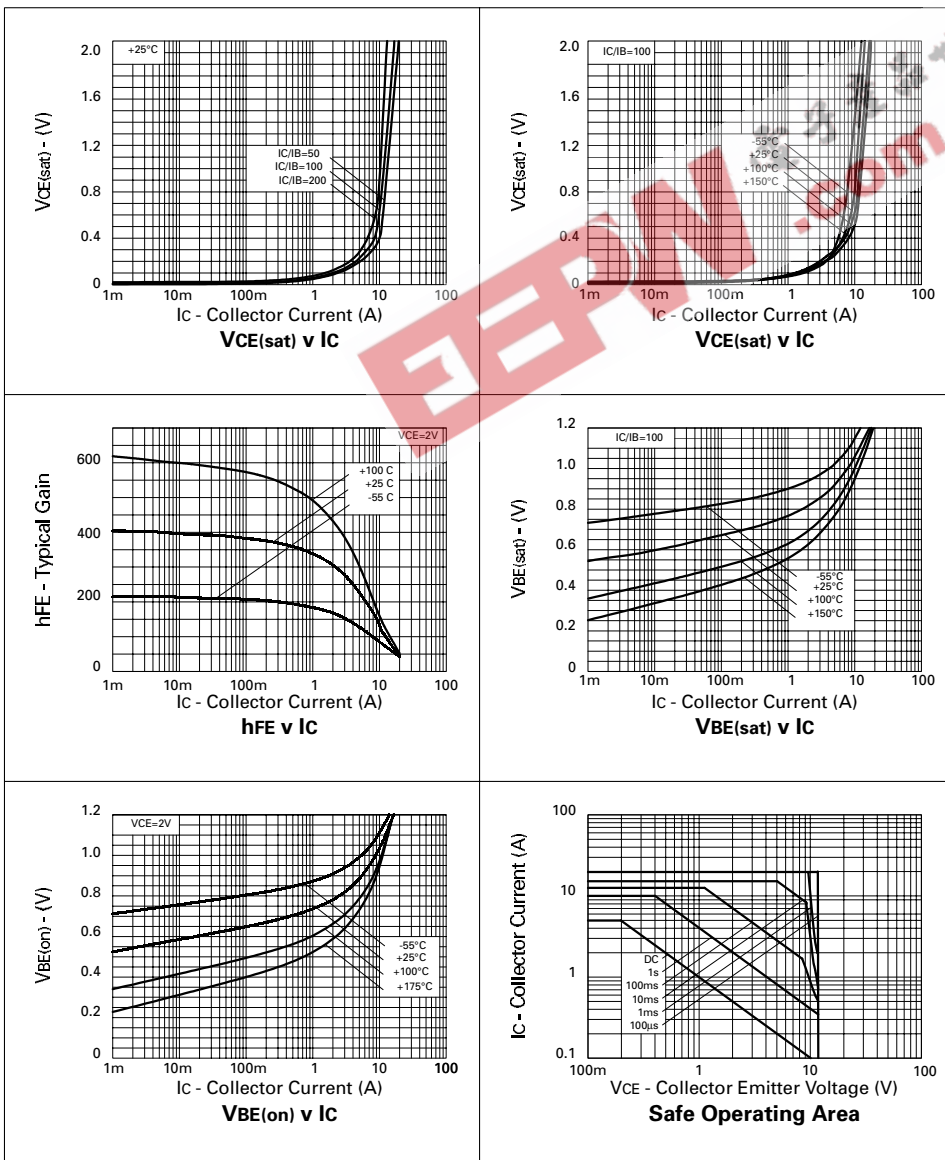 +25°C
2.0
1.6
1.2
0.8
0.4
0
VCE(sat) - (V)
IC/IB=50
IC/IB=100
IC/IB=200
1m 10m 100m 1 10 100
IC - Collector Current (A)
VCE(sat) v IC
IC/IB=100
2.0
1.6
1.2
0.8
0.4
0
VCE(sat) - (V)
-55°C
+25°C
+100°C
+150°C
1m 10m 100m 1 10 100
IC - Collector Current (A)
VCE(sat) v IC
EEPW.com
VCE=2V
600
400
200
0
hFE - Typical Gain
+100 C
+25 C
-55 C
1m 10m 100m 1 10 100
IC - Collector Current (A)
hFE v IC
IC/IB=100
1.2
1.0
0.8
0.6
0.4
0.2
0
VBE(sat) - (V)
-55°C
+25°C
+100°C
+150°C
1m 10m 100m 1 10 100
IC - Collector Current (A)
VBE(sat) v IC
VCE=2V
1.2
1.0
0.8
0.6
0.4
0.2
0
VBE(on) - (V)
-55°C
+25°C
+100°C
+175°C
1m 10m 100m 1 10 100
IC - Collector Current (A)
VBE(on) v IC
100
10
1
0.1
IC - Collector Current (A)
DC
1s
100ms
10ms
1ms
100µs
100m 1 10 100
VCE - Collector Emitter Voltage (V)
Safe Operating Area